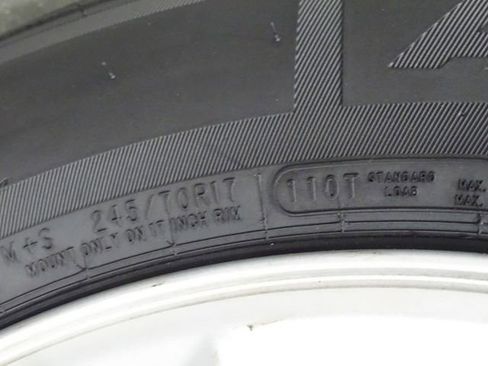 M+S 245/70R17 110T STANDARD LOAD MAX.
MOUNT ONLY ON 17 INCH RIM MAX.